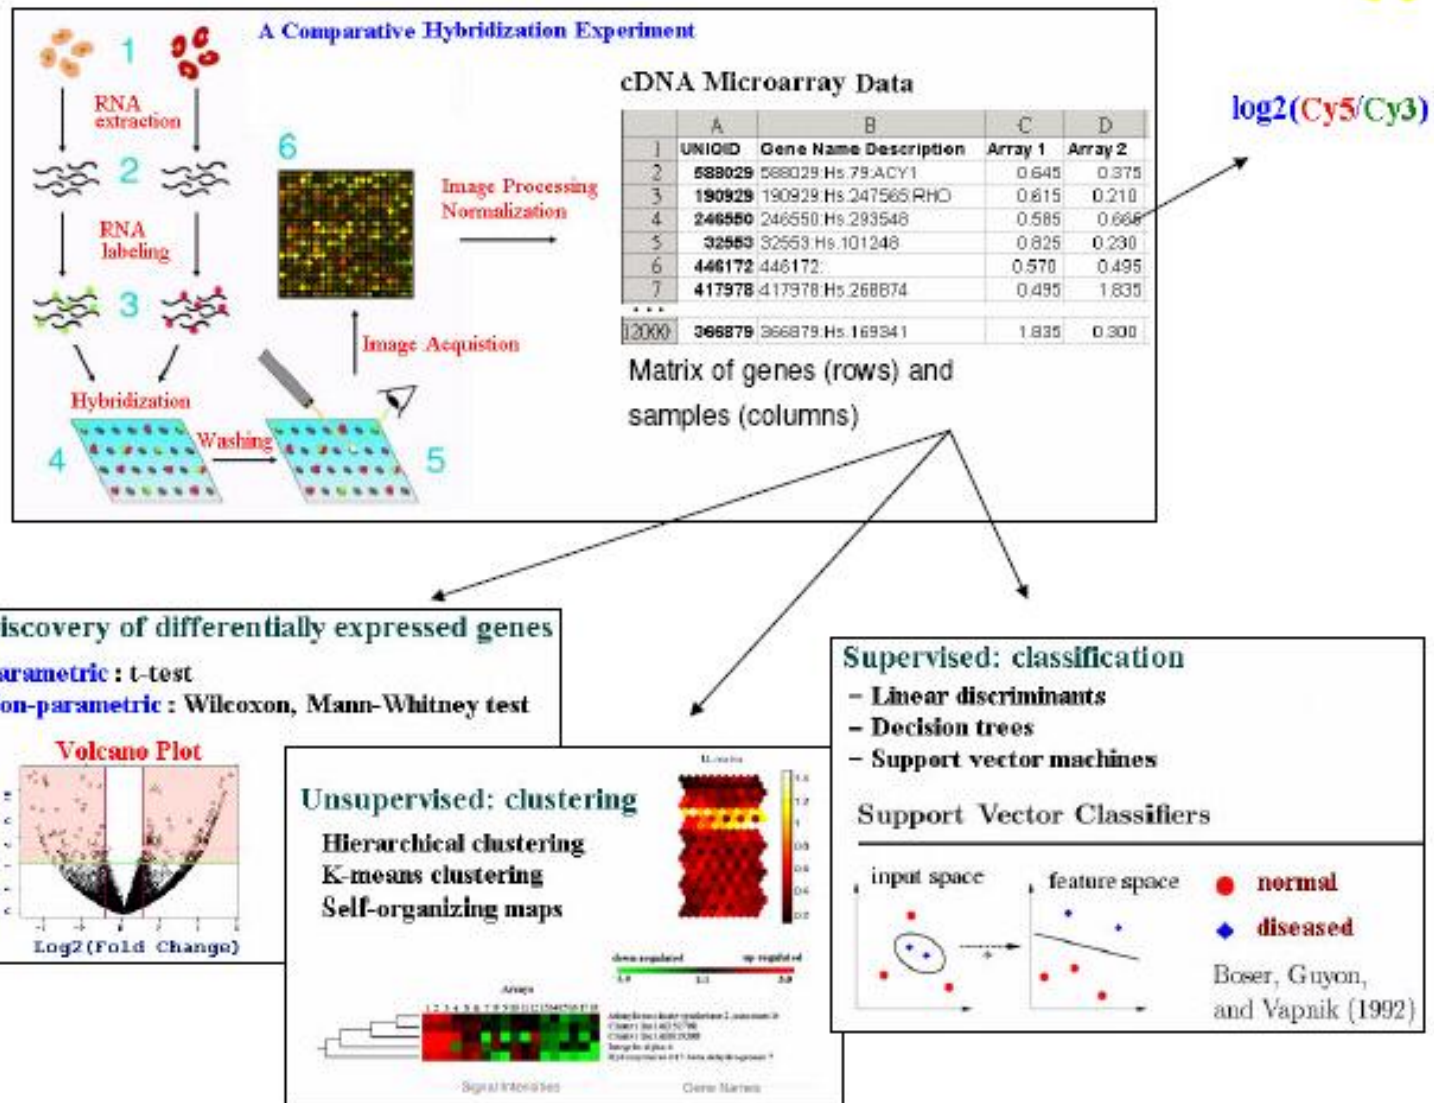 A Comparative Hybridization Experiment
1
RNA
extraction
2
RNA
labeling
3
Hybridization
4
Washing
5
Image Acquistion
6
Image Processing
Normalization
cDNA Microarray Data
A B C D
1 UNIQID Gene Name Description Array 1 Array 2
2 588029 588029:Hs.79:ACY1 0.645 0.375
3 190929 190929:Hs.247565:RHO 0.615 0.210
4 246550 246550:Hs.293548 0.585 0.665
5 32553 32553:Hs.101248 0.825 0.230
6 446172 446172: 0.570 0.495
7 417978 417978:Hs.268874 0.495 1.835
...
12000 366879 366879:Hs.169341 1.835 0.300
Matrix of genes (rows) and
samples (columns)
log2(Cy5/Cy3)
iscovery of differentially expressed genes
arametric : t-test
on-parametric : Wilcoxon, Mann-Whitney test
Volcano Plot
Log2(Fold Change)
Unsupervised: clustering
Hierarchical clustering
K-means clustering
Self-organizing maps
down-regulated up-regulated
Arrays
Signal Intensities
Gene Names
Supervised: classification
– Linear discriminants
– Decision trees
– Support vector machines
Support Vector Classifiers
input space
feature space
normal
diseased
Boser, Guyon,
and Vapnik (1992)